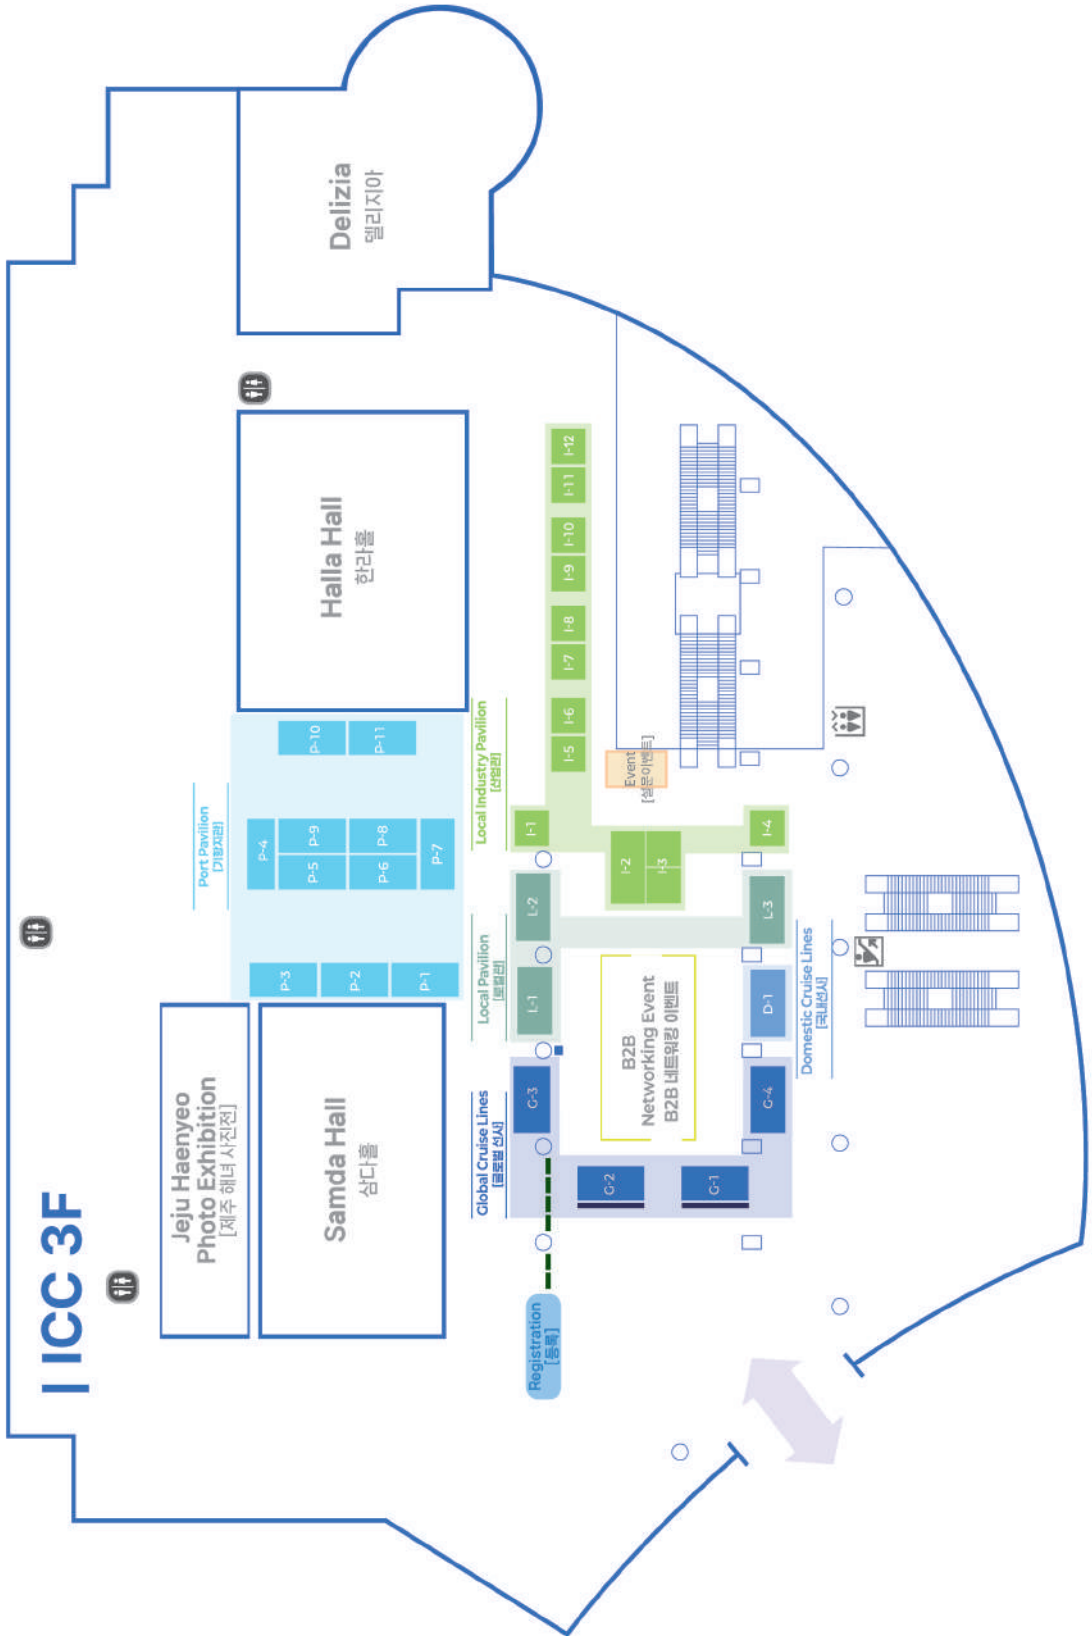 ICC 3F
Jeju Haenyeo
Photo Exhibition
[제주 해녀 사진전]
Samda Hall
삼다홀
Halla Hall
한라홀
Delizia
델리지아
Port Pavilion
[기항지관]
P-3
P-2
P-1
P-4
P-5
P-9
P-6
P-8
P-7
P-10
P-11
Global Cruise Lines
[글로벌 선사]
Local Pavilion
[로컬관]
Local Industry Pavilion
[산업관]
Registration
[등록]
G-3
L-1
L-2
I-1
I-5
I-6
I-7
I-8
I-9
I-10
I-11
I-12
G-2
G-1
B2B
Networking Event
B2B 네트워킹 이벤트
I-2
I-3
Event
[설문이벤트]
G-4
D-1
L-3
I-4
Domestic Cruise Lines
[국내선사]